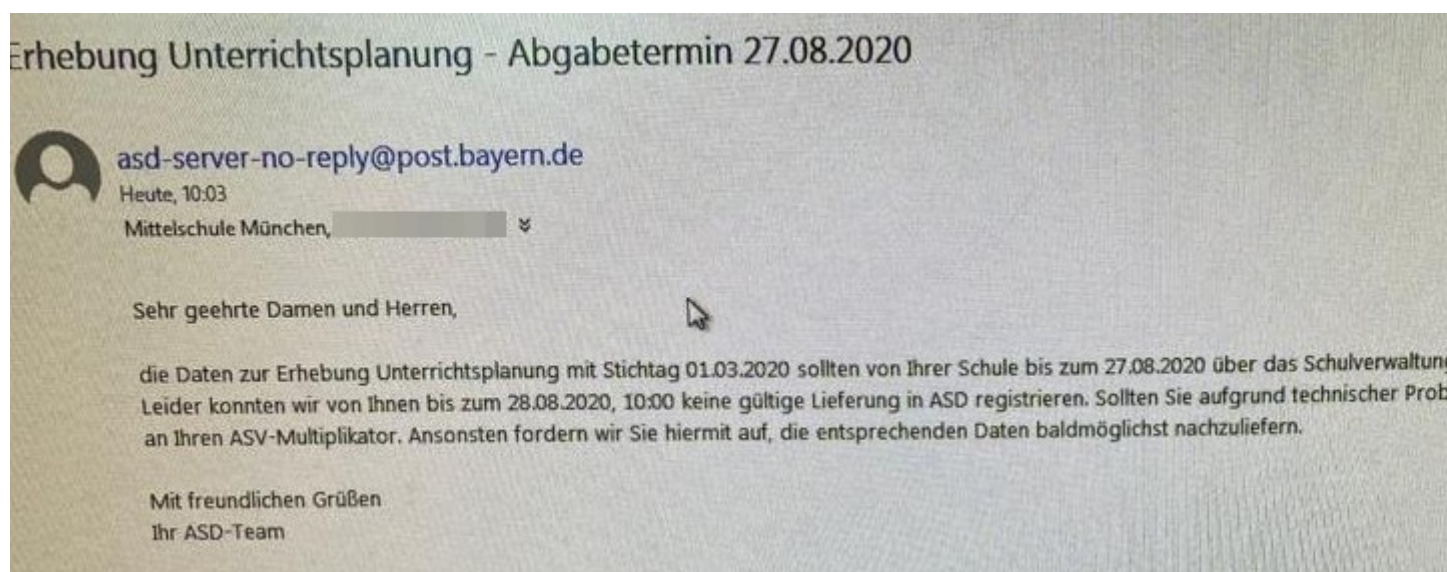 Erhebung Unterrichtsplanung - Abgabetermin 27.08.2020
asd-server-no-reply@post.bayern.de
Heute, 10:03
Mittelschule München,
Sehr geehrte Damen und Herren,
die Daten zur Erhebung Unterrichtsplanung mit Stichtag 01.03.2020 sollten von Ihrer Schule bis zum 27.08.2020 über das Schulverwaltung
Leider konnten wir von Ihnen bis zum 28.08.2020, 10:00 keine gültige Lieferung in ASD registrieren. Sollten Sie aufgrund technischer Prob
an Ihren ASV-Multiplikator. Ansonsten fordern wir Sie hiermit auf, die entsprechenden Daten baldmöglichst nachzuliefern.
Mit freundlichen Grüßen
Ihr ASD-Team